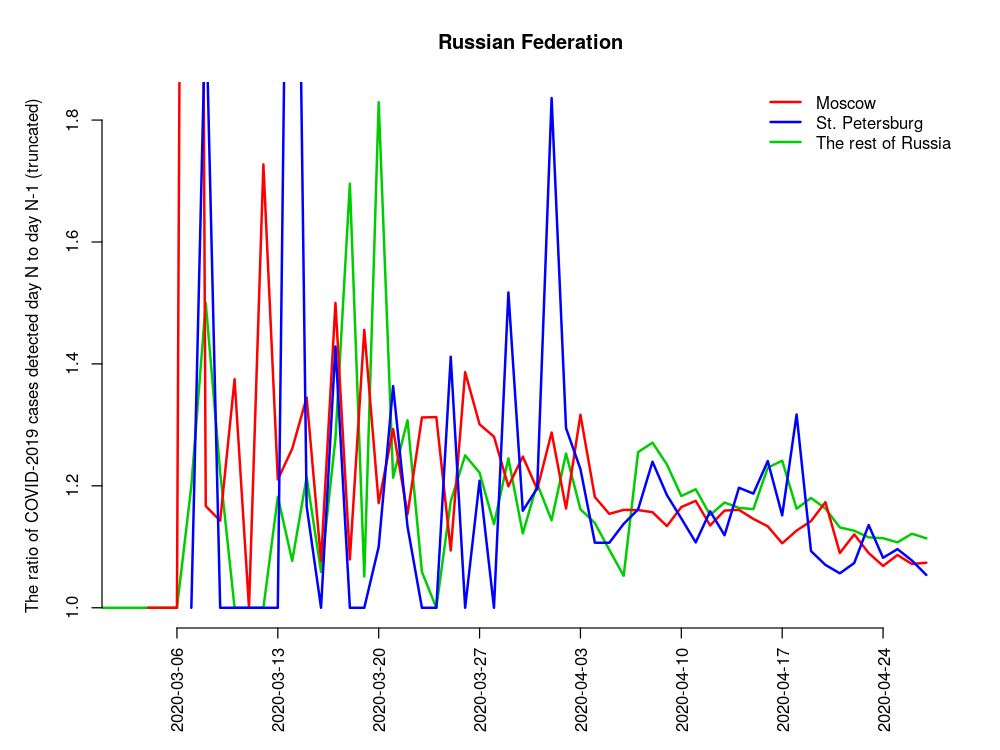 Russian Federation
The ratio of COVID-2019 cases detected day N to day N-1 (truncated)
1.8
1.6
1.4
1.2
1.0
Moscow
St. Petersburg
The rest of Russia
2020-03-06
2020-03-13
2020-03-20
2020-03-27
2020-04-03
2020-04-10
2020-04-17
2020-04-24